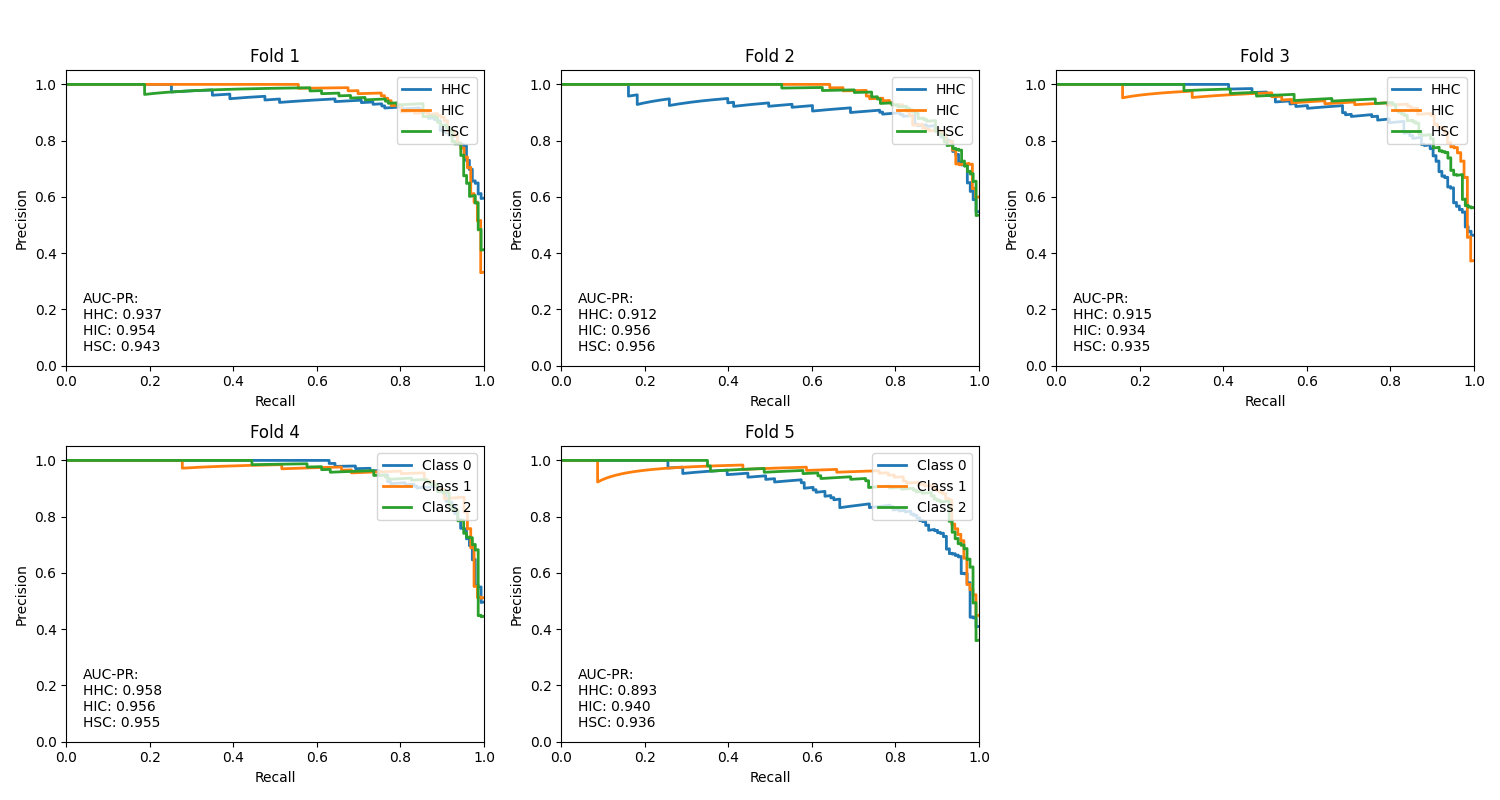 Fold 1
1.0
0.8
0.6
0.4
0.2
0.0
Precision
HHC
HIC
HSC
AUC-PR:
HHC: 0.937
HIC: 0.954
HSC: 0.943
0.0 0.2 0.4 0.6 0.8 1.0
Recall
Fold 2
1.0
0.8
0.6
0.4
0.2
0.0
Precision
HHC
HIC
HSC
AUC-PR:
HHC: 0.912
HIC: 0.956
HSC: 0.956
0.0 0.2 0.4 0.6 0.8 1.0
Recall
Fold 3
1.0
0.8
0.6
0.4
0.2
0.0
Precision
HHC
HIC
HSC
AUC-PR:
HHC: 0.915
HIC: 0.934
HSC: 0.935
0.0 0.2 0.4 0.6 0.8 1.0
Recall
Fold 4
1.0
0.8
0.6
0.4
0.2
0.0
Precision
Class 0
Class 1
Class 2
AUC-PR:
HHC: 0.958
HIC: 0.956
HSC: 0.955
0.0 0.2 0.4 0.6 0.8 1.0
Recall
Fold 5
1.0
0.8
0.6
0.4
0.2
0.0
Precision
Class 0
Class 1
Class 2
AUC-PR:
HHC: 0.893
HIC: 0.940
HSC: 0.936
0.0 0.2 0.4 0.6 0.8 1.0
Recall